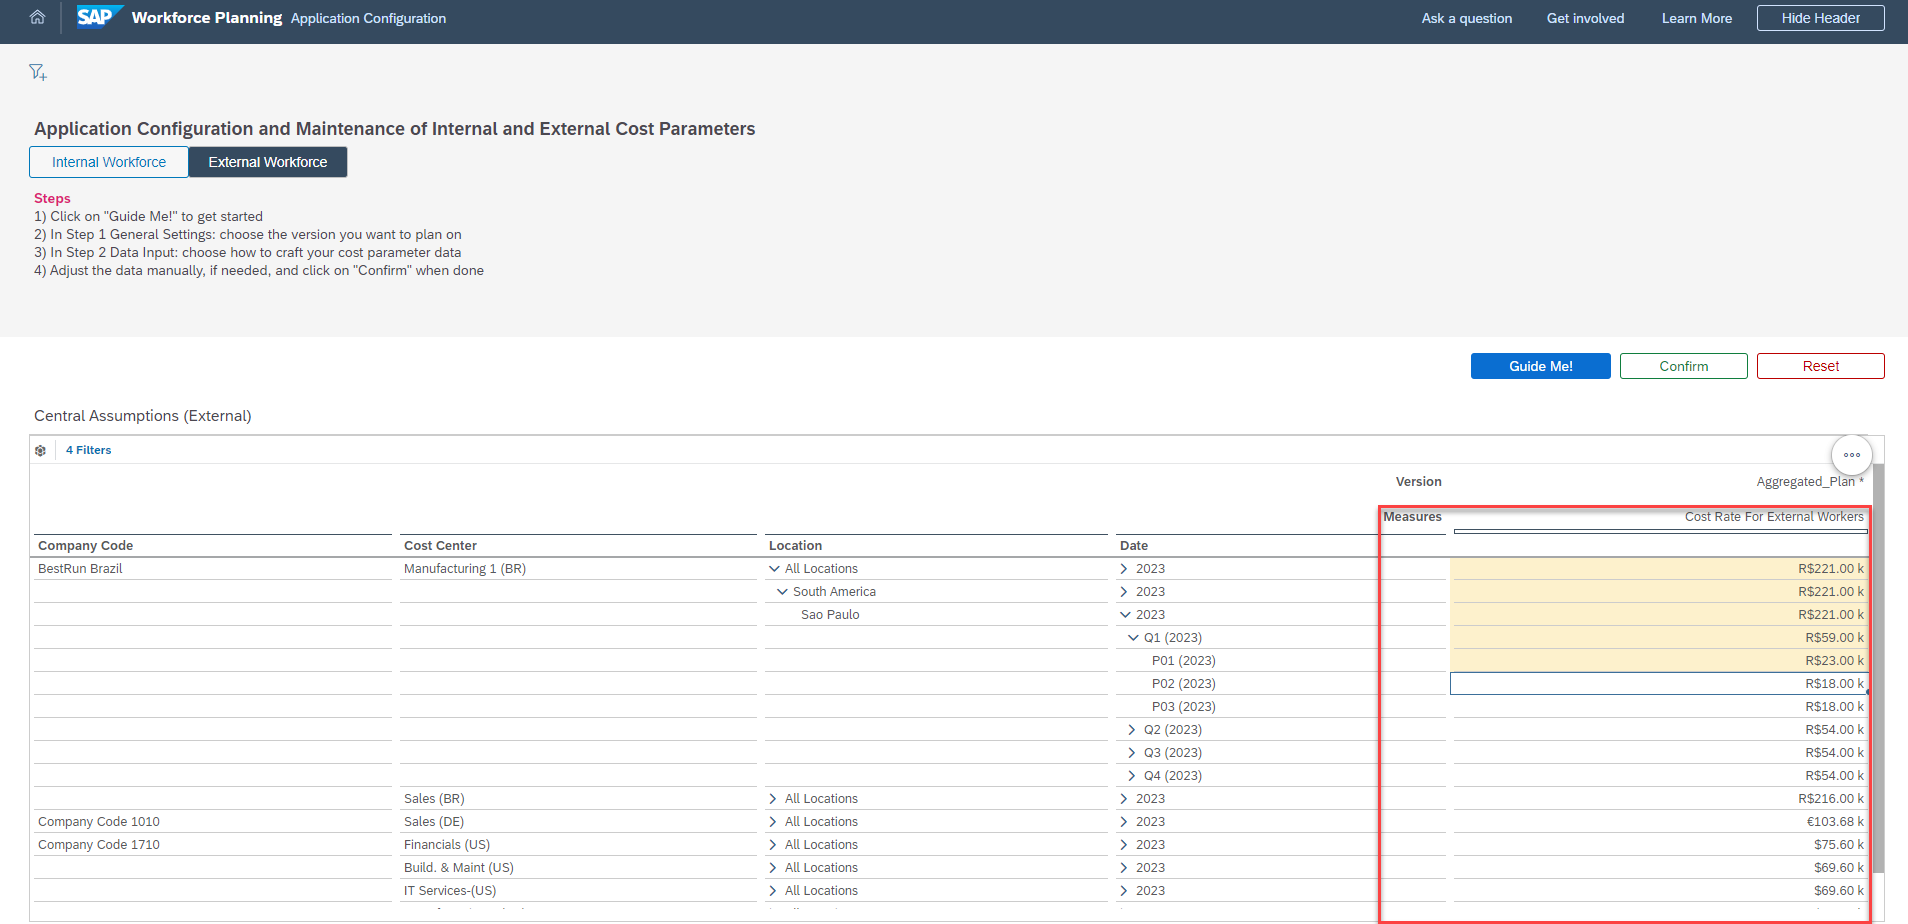 SAP Workforce Planning Application Configuration Ask a question Get involved Learn More Hide Header
Application Configuration and Maintenance of Internal and External Cost Parameters
Internal Workforce External Workforce
Steps
1) Click on "Guide Me!" to get started
2) In Step 1 General Settings: choose the version you want to plan on
3) In Step 2 Data Input: choose how to craft your cost parameter data
4) Adjust the data manually, if needed, and click on "Confirm" when done
Guide Me! Confirm Reset
Central Assumptions (External)
4 Filters
Version Aggregated_Plan *
Measures Cost Rate For External Workers
Company Code Cost Center Location Date
BestRun Brazil Manufacturing 1 (BR) All Locations 2023 R$221.00 k
South America 2023 R$221.00 k
Sao Paulo 2023 R$221.00 k
Q1 (2023) R$59.00 k
P01 (2023) R$23.00 k
P02 (2023) R$18.00 k
P03 (2023) R$18.00 k
Q2 (2023) R$54.00 k
Q3 (2023) R$54.00 k
Q4 (2023) R$54.00 k
Sales (BR) All Locations 2023 R$216.00 k
Company Code 1010 Sales (DE) All Locations 2023 €103.68 k
Company Code 1710 Financials (US) All Locations 2023 $75.60 k
Build. & Maint (US) All Locations 2023 $69.60 k
IT Services-(US) All Locations 2023 $69.60 k